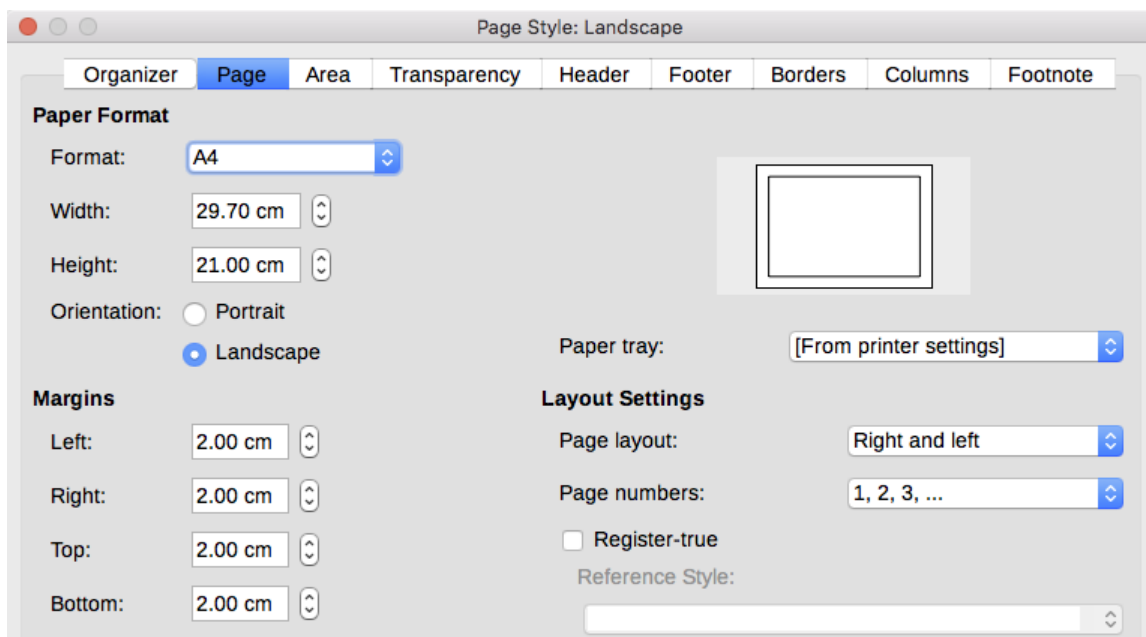 Page Style: Landscape
Organizer Page Area Transparency Header Footer Borders Columns Footnote
Paper Format
Format: A4
Width: 29.70 cm
Height: 21.00 cm
Orientation: Portrait
Landscape
Paper tray: [From printer settings]
Margins
Left: 2.00 cm
Right: 2.00 cm
Top: 2.00 cm
Bottom: 2.00 cm
Layout Settings
Page layout: Right and left
Page numbers: 1, 2, 3, ...
Register-true
Reference Style: